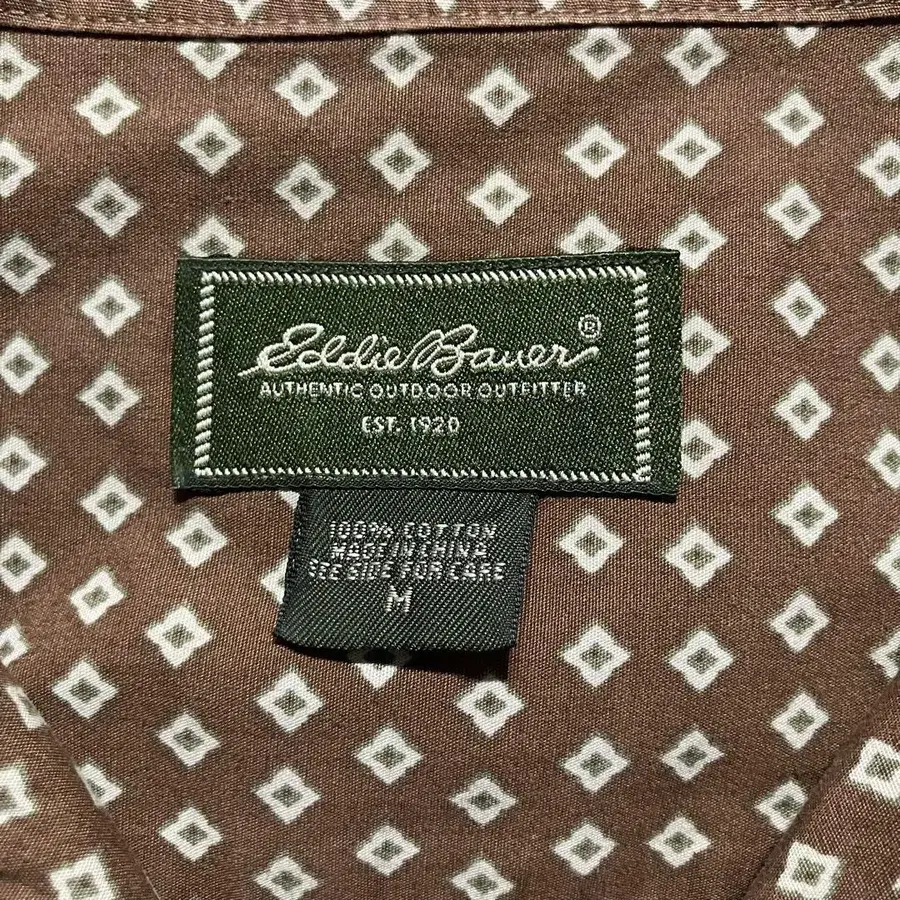 Eddie Bauer®
AUTHENTIC OUTDOOR OUTFITTER
EST. 1920
100% COTTON
MADE IN CHINA
SEE SIDE FOR CARE
M